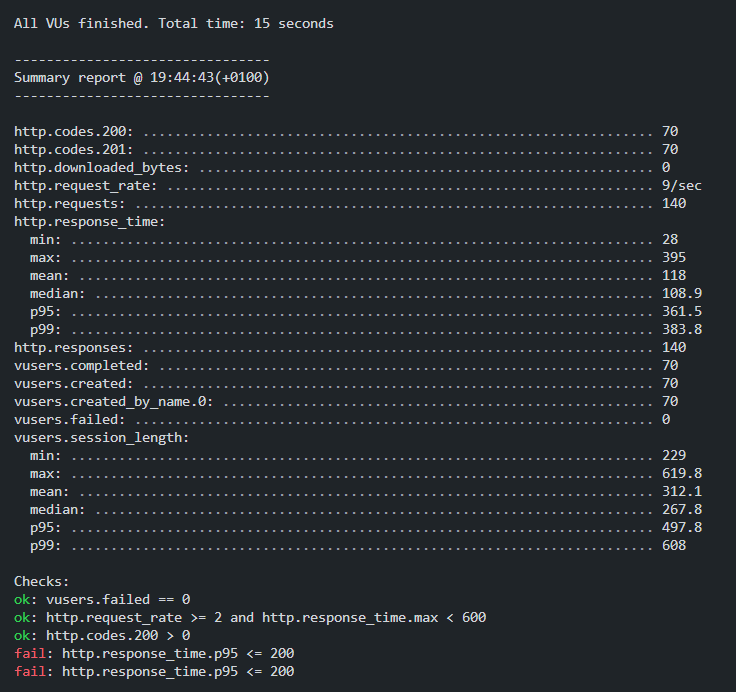 All VUs finished. Total time: 15 seconds
--------------------------------
Summary report @ 19:44:43(+0100)
--------------------------------
http.codes.200: ................................................................ 70
http.codes.201: ................................................................ 70
http.downloaded_bytes: ......................................................... 0
http.request_rate: ............................................................. 9/sec
http.requests: ................................................................. 140
http.response_time:
  min: ......................................................................... 28
  max: ......................................................................... 395
  mean: ........................................................................ 118
  median: ...................................................................... 108.9
  p95: ......................................................................... 361.5
  p99: ......................................................................... 383.8
http.responses: ................................................................ 140
vusers.completed: .............................................................. 70
vusers.created: ................................................................ 70
vusers.created_by_name.0: ...................................................... 70
vusers.failed: ................................................................. 0
vusers.session_length:
  min: ......................................................................... 229
  max: ......................................................................... 619.8
  mean: ........................................................................ 312.1
  median: ...................................................................... 267.8
  p95: ......................................................................... 497.8
  p99: ......................................................................... 608
Checks:
ok: vusers.failed == 0
ok: http.request_rate >= 2 and http.response_time.max < 600
ok: http.codes.200 > 0
fail: http.response_time.p95 <= 200
fail: http.response_time.p95 <= 200